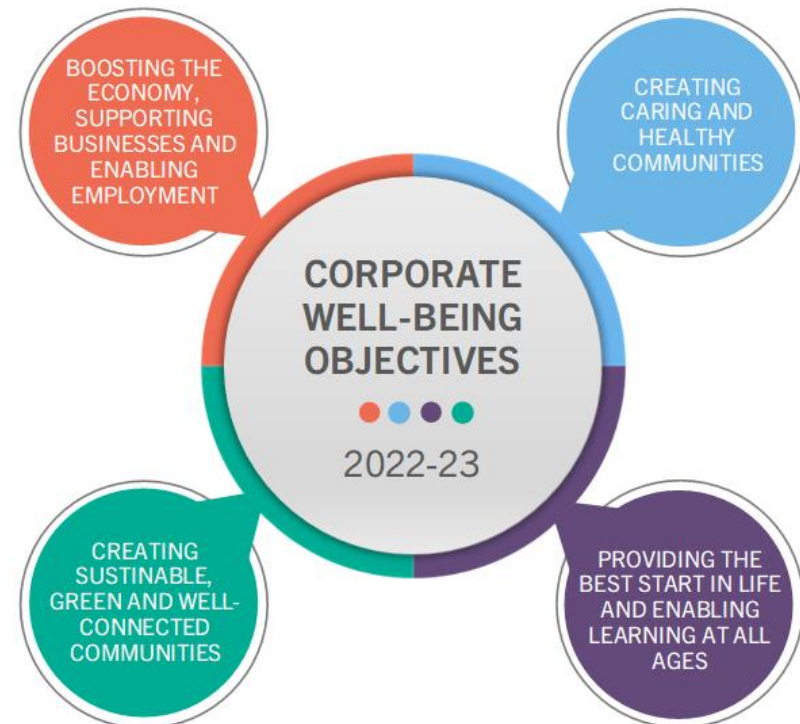 BOOSTING THE
ECONOMY,
SUPPORTING
BUSINESSES AND
ENABLING
EMPLOYMENT
CREATING
CARING AND
HEALTHY
COMMUNITIES
CORPORATE
WELL-BEING
OBJECTIVES
2022-23
CREATING
SUSTINABLE,
GREEN AND WELL-
CONNECTED
COMMUNITIES
PROVIDING THE
BEST START IN LIFE
AND ENABLING
LEARNING AT ALL
AGES